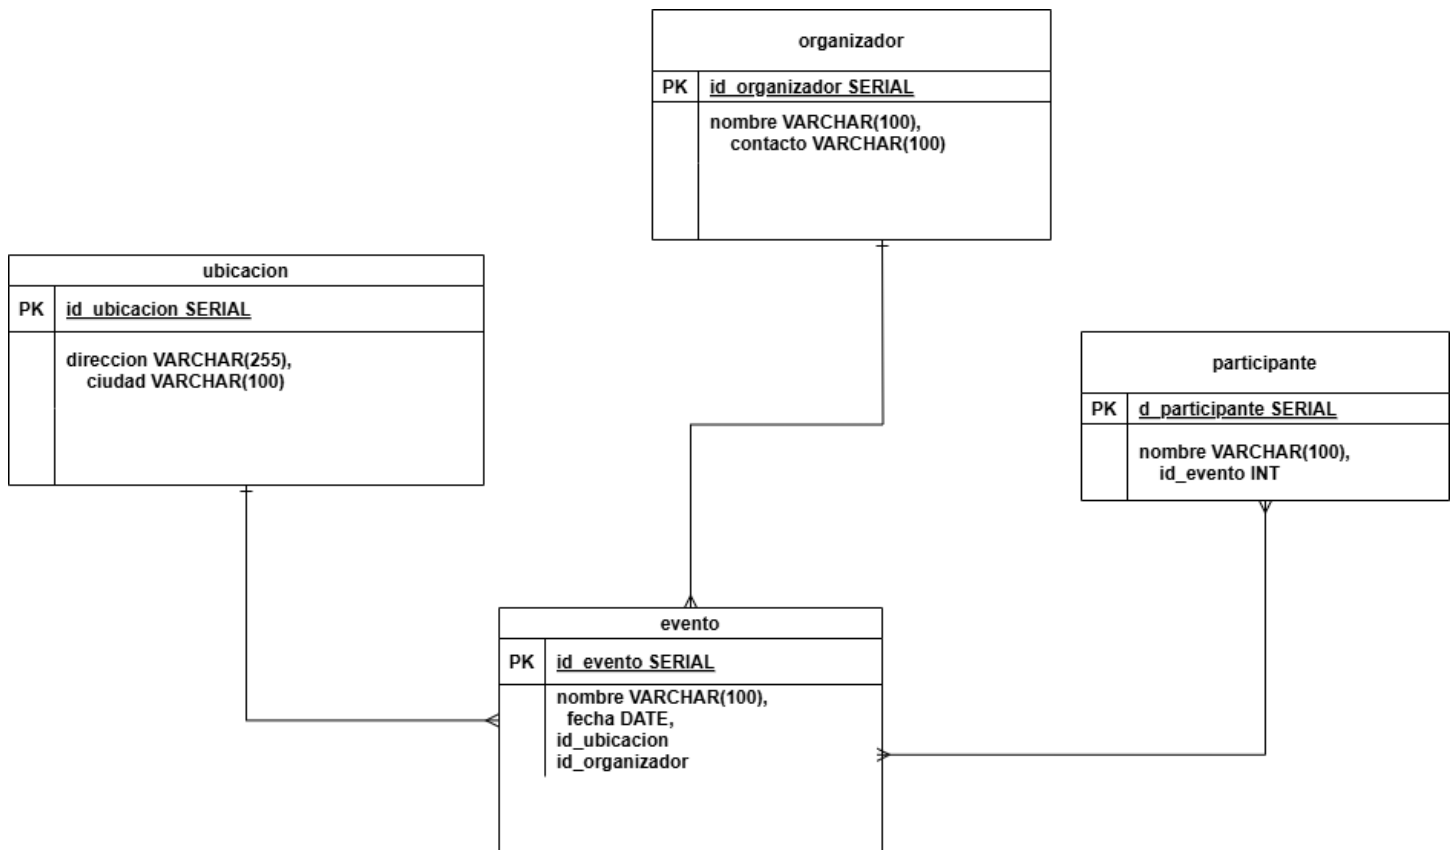 organizador
PK id_organizador SERIAL
nombre VARCHAR(100),
contacto VARCHAR(100)
ubicacion
PK id_ubicacion SERIAL
direccion VARCHAR(255),
ciudad VARCHAR(100)
participante
PK d_participante SERIAL
nombre VARCHAR(100),
id_evento INT
evento
PK id_evento SERIAL
nombre VARCHAR(100),
fecha DATE,
id_ubicacion
id_organizador